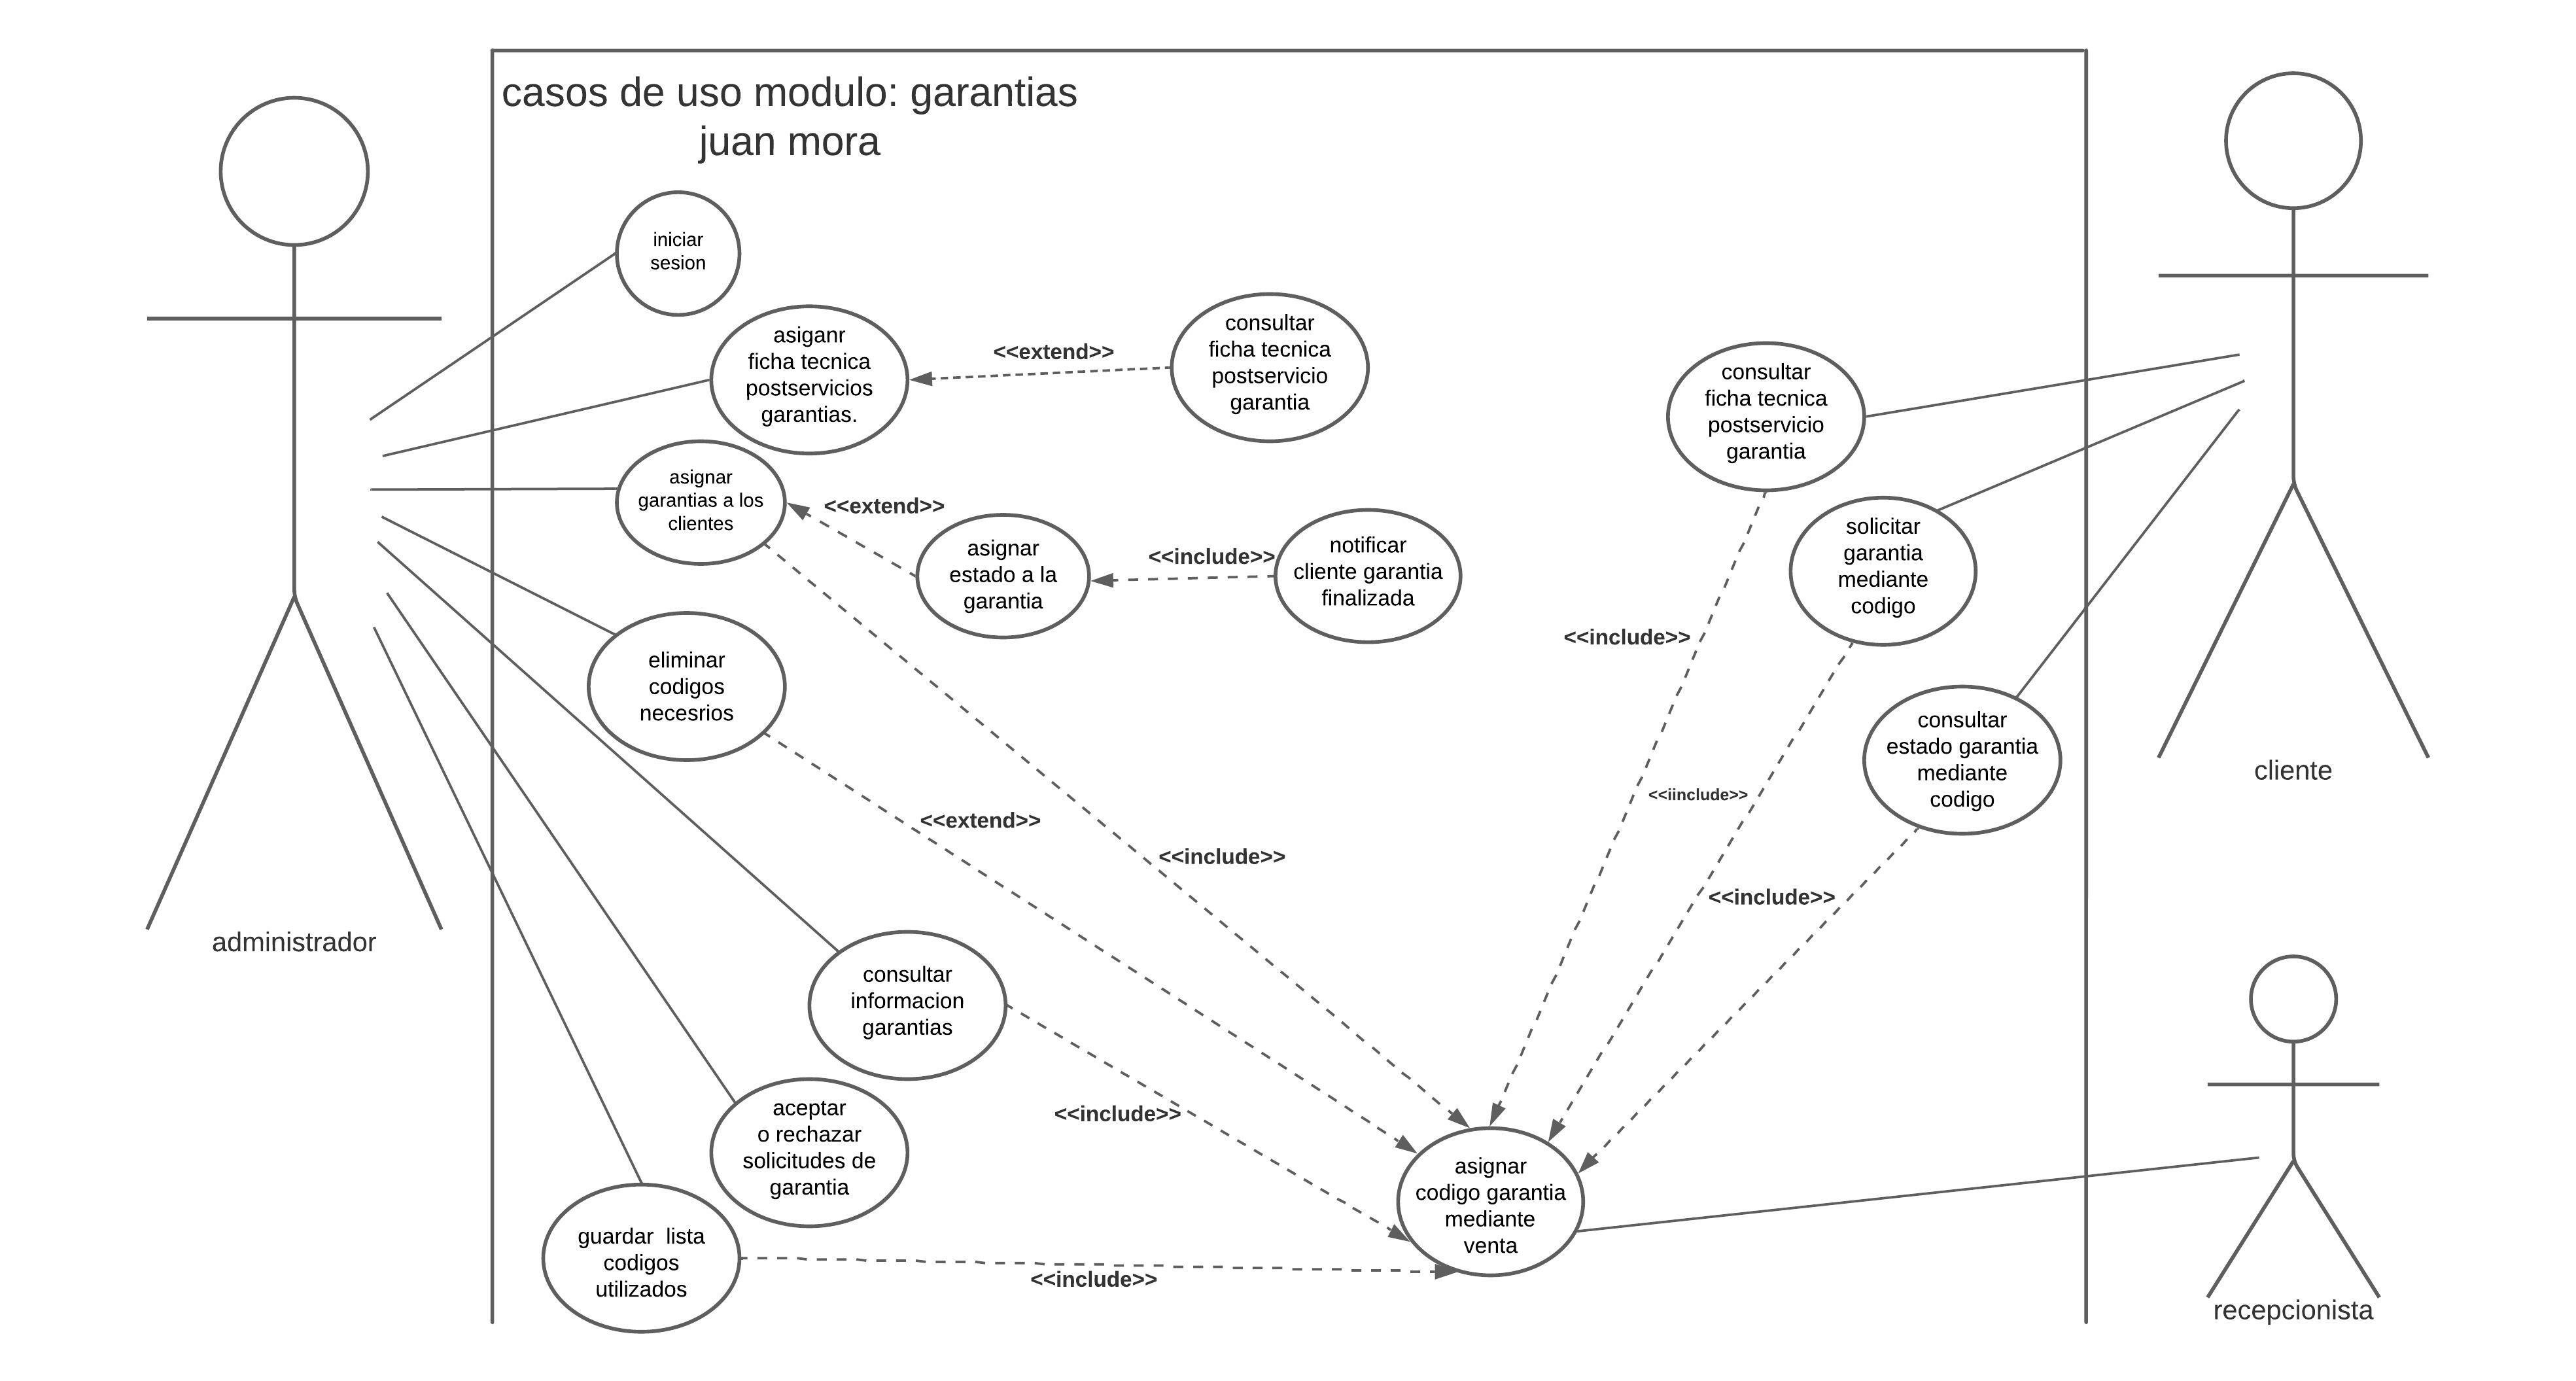 casos de uso modulo: garantias
juan mora
iniciar
sesion
asiganr
ficha tecnica
postservicios
garantias.
<<extend>>
consultar
ficha tecnica
postservicio
garantia
consultar
ficha tecnica
postservicio
garantia
asignar
garantias a los
clientes
<<extend>>
asignar
estado a la
garantia
<<include>>
notificar
cliente garantia
finalizada
solicitar
garantia
mediante
codigo
<<include>>
eliminar
codigos
necesrios
consultar
estado garantia
mediante
codigo
cliente
<<iinclude>>
<<extend>>
<<include>>
<<include>>
administrador
consultar
informacion
garantias
<<include>>
aceptar
o rechazar
solicitudes de
garantia
asignar
codigo garantia
mediante
venta
guardar  lista
codigos
utilizados
<<include>>
recepcionista